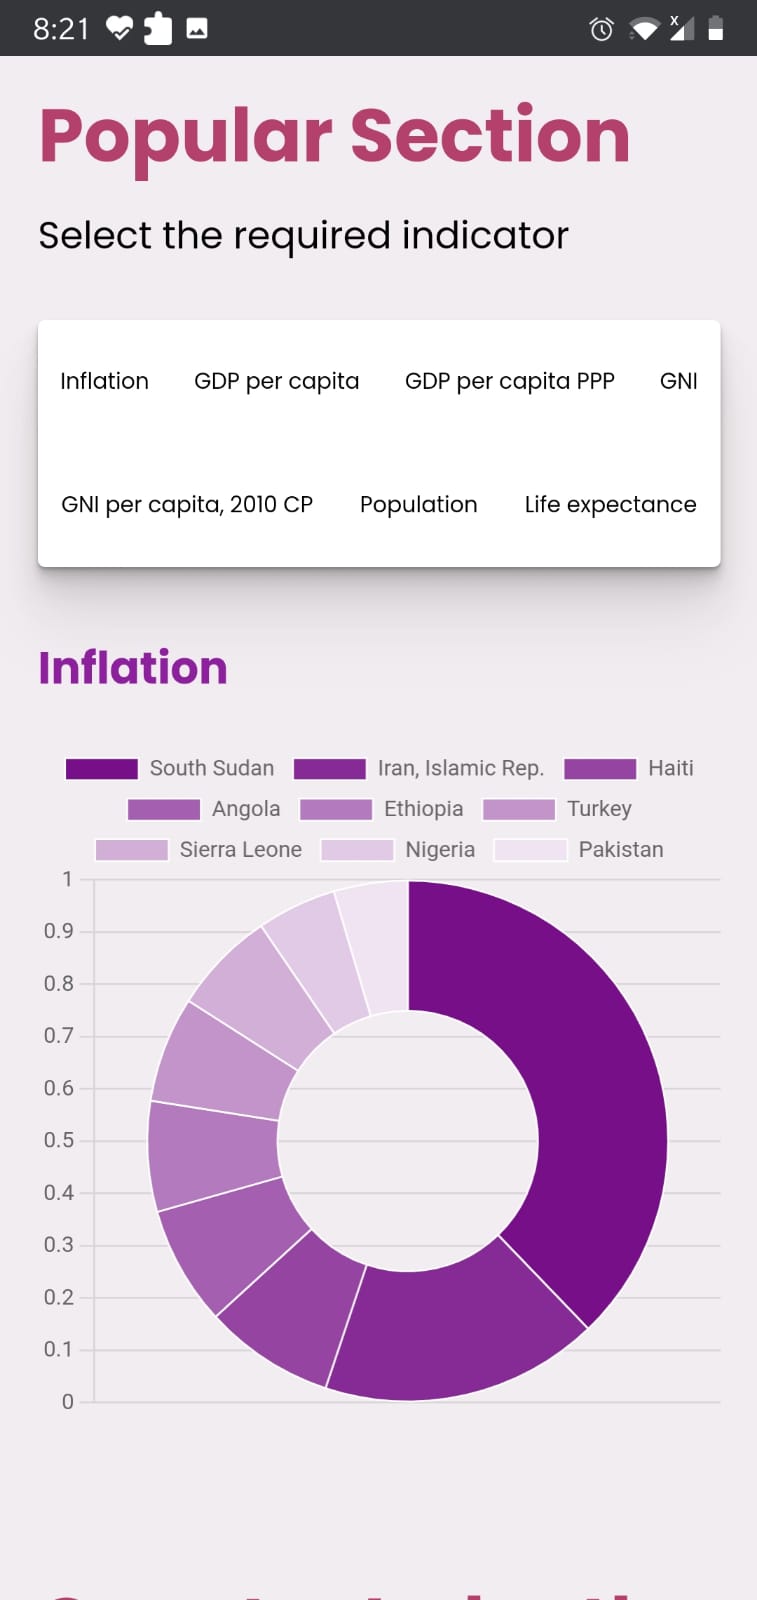 8:21
Popular Section
Select the required indicator
Inflation GDP per capita GDP per capita PPP GNI
GNI per capita, 2010 CP Population Life expectance
Inflation
South Sudan Iran, Islamic Rep. Haiti
Angola Ethiopia Turkey
Sierra Leone Nigeria Pakistan
1
0.9
0.8
0.7
0.6
0.5
0.4
0.3
0.2
0.1
0